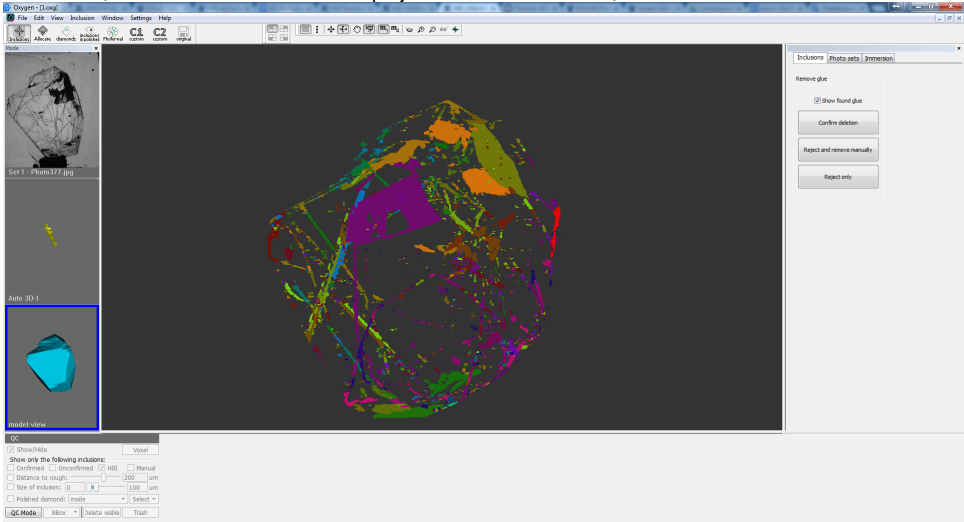 Oxygen - [1.oxg]
File Edit View Inclusion Window Settings Help
Inclusions Allocate diamonds inclusions in polished Photorval C1 custom C2 custom original
Mode
Set 1 - Photo377.jpg
Auto 3D-1
model view
Inclusions Photo sets Immersion
Remove glue
Show found glue
Confirm deletion
Reject and remove manually
Reject only
QC
Show/Hide Voxel
Show only the following inclusions:
Confirmed Unconfirmed HIG Manual
Distance to rough: 200 um
Size of inclusion: 0 100 um
Polished diamond: inside Select
QC Mode BBox Delete visible Trash